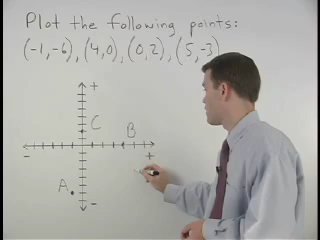 Plot the following points:
(-1,-6), (4,0), (0,2), (5,-3)
+
C
B
- +
A
-